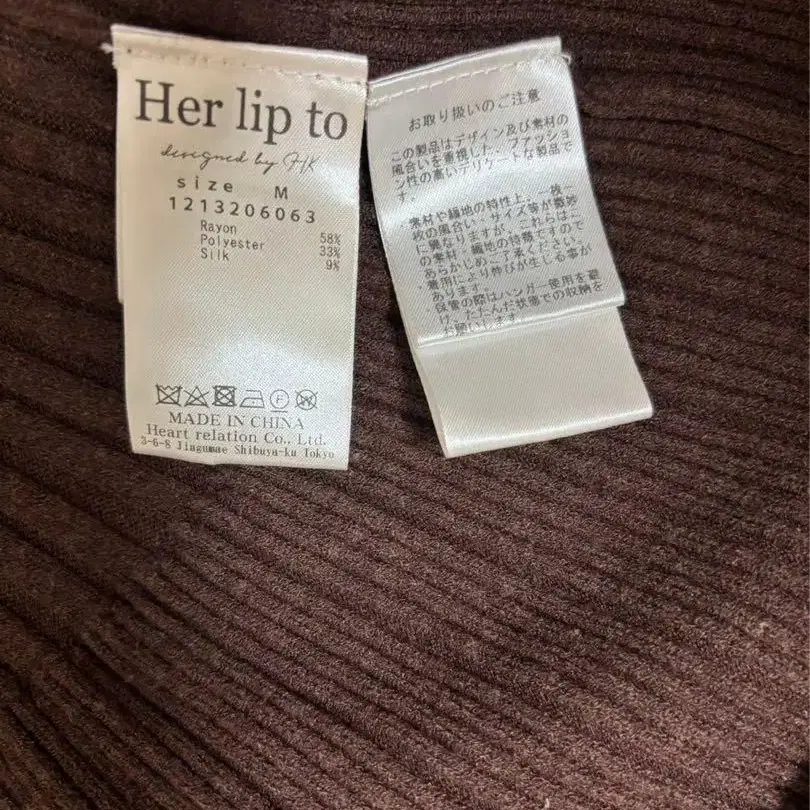 Her lip to
designed by HK
size M
1213206063
Rayon 58%
Polyester 33%
Silk 9%
MADE IN CHINA
Heart relation Co., Ltd.
3-6-8 Jingumae Shibuya-ku Tokyo
お取り扱いのご注意
この製品はデザイン及び素材の
風合いを重視した、ファッショ
ン性の高いデリケートな製品で
す。
・素材や編地の特性上、一枚一
枚の風合い・サイズ等が微妙
に異なりますが、これらはこ
の素材・編地の特徴ですので
あらかじめご了承ください。
・着用により伸びが生じる事が
あります。
・保管の際はハンガー使用を避
け、たたんだ状態での収納を
お願いします。